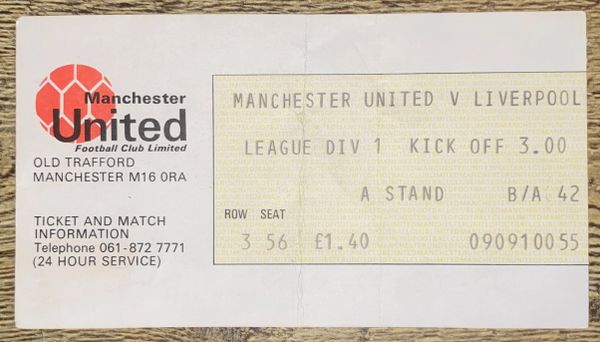 Manchester
United
Football Club Limited
OLD TRAFFORD
MANCHESTER M16 0RA
TICKET AND MATCH
INFORMATION
Telephone 061-872 7771
(24 HOUR SERVICE)
MANCHESTER UNITED V LIVERPOOL
LEAGUE DIV 1 KICK OFF 3.00
A STAND B/A 42
ROW SEAT
3 56 £1.40 090910055